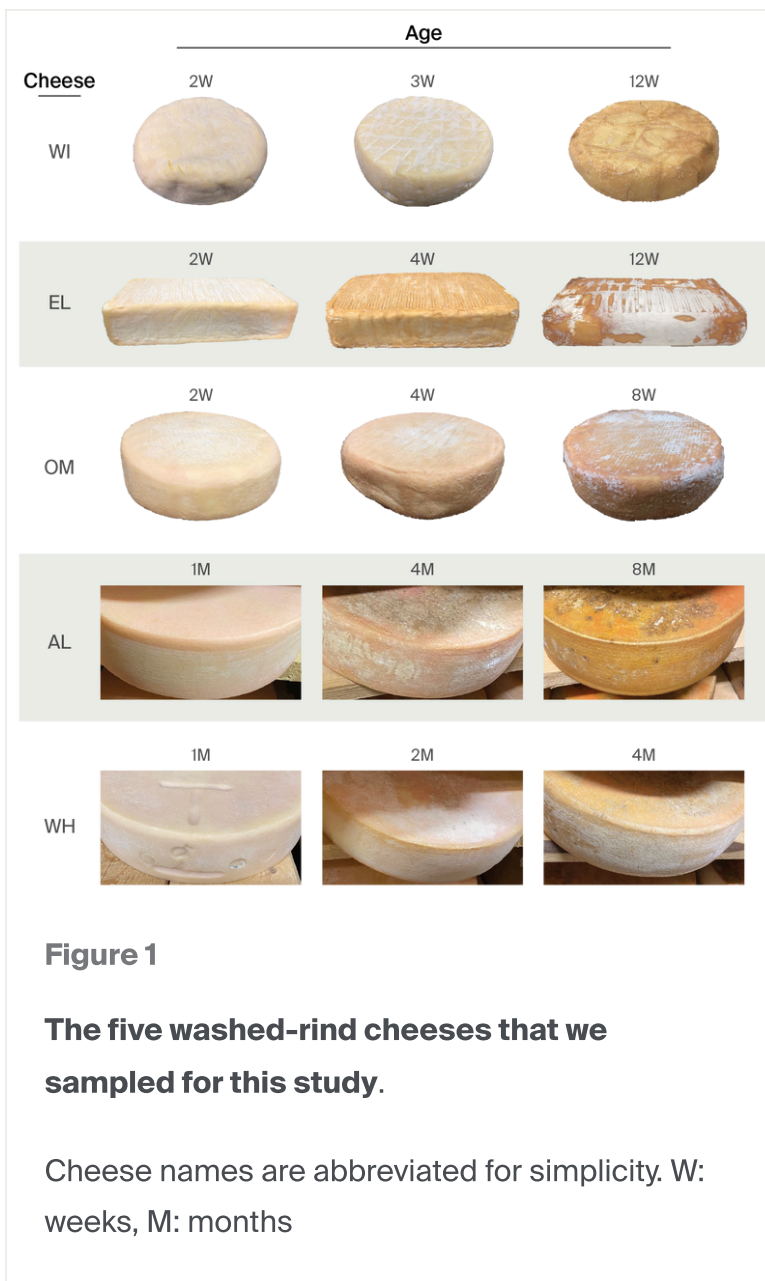 Age
Cheese 2W 3W 12W
WI
2W 4W 12W
EL
2W 4W 8W
OM
1M 4M 8M
AL
1M 2M 4M
WH
Figure 1
The five washed-rind cheeses that we
sampled for this study.
Cheese names are abbreviated for simplicity. W:
weeks, M: months